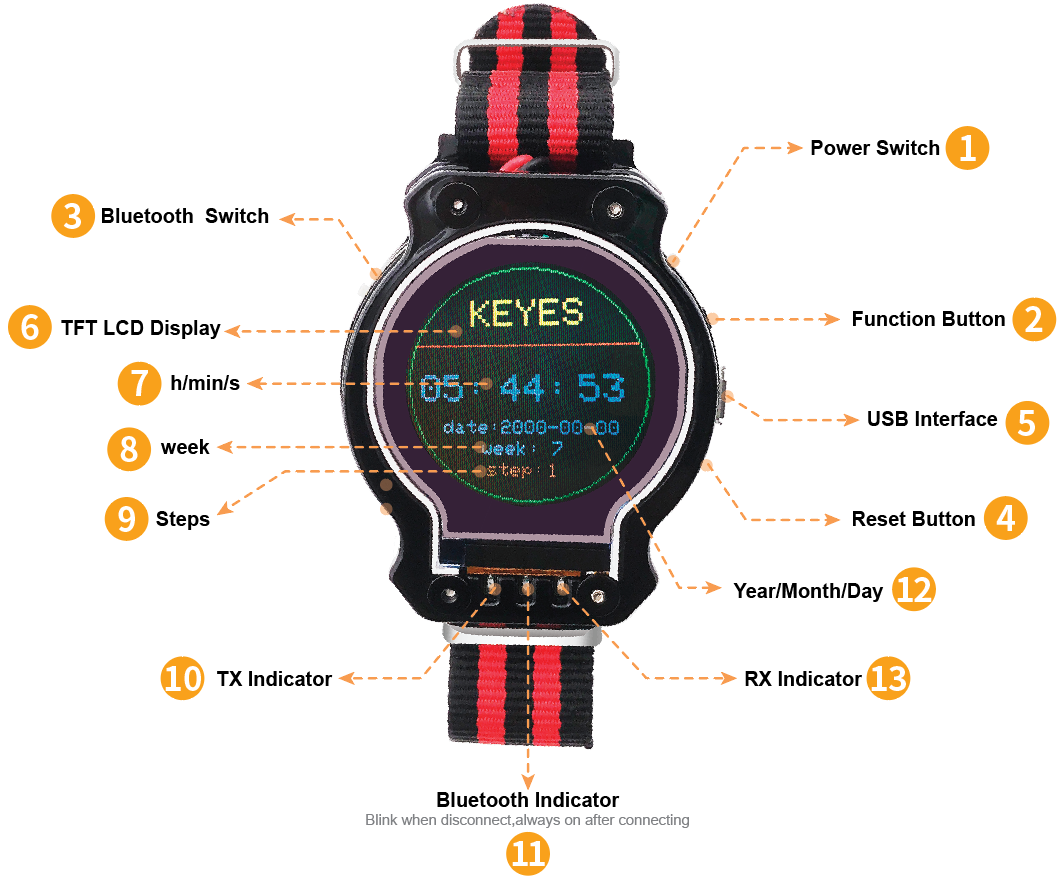 Power Switch 1
3 Bluetooth Switch
KEYES
6 TFT LCD Display
Function Button 2
7 h/min/s
05: 44: 53
USB Interface 5
date:2000-00-00
8 week
week: 7
step: 1
9 Steps
Reset Button 4
Year/Month/Day 12
10 TX Indicator
RX Indicator 13
Bluetooth Indicator
Blink when disconnect,always on after connecting
11